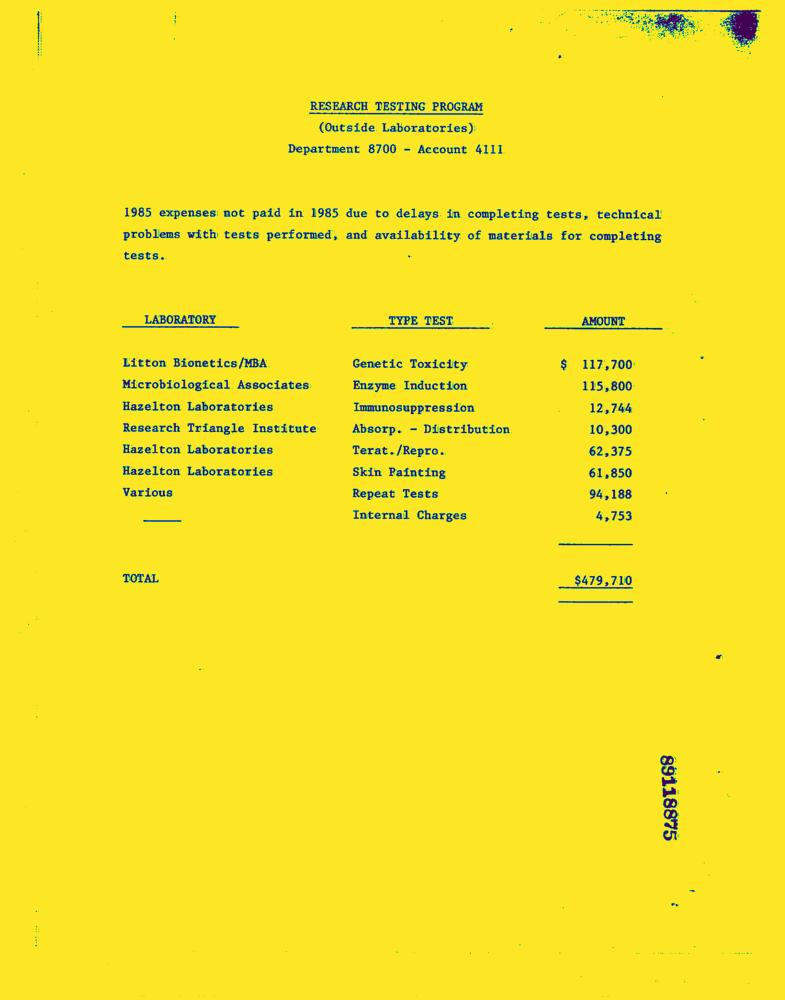 RESEARCH TESTING PROGRAM
(Outside Laboratories)
Department 8700 - Account 4111
1985 expenses not paid in 1985 due to delays in completing tests, technical
problems with tests performed, and availability of materials for completing
tests.
LABORATORY TYPE TEST AMOUNT
Litton Bionetics/MBA Genetic Toxicity $ 117,700
Microbiological Associates Enzyme Induction 115,800
Hazelton Laboratories Immunosuppression 12,744
Research Triangle Institute Absorp. - Distribution 10,300
Hazelton Laboratories Terat./Repro. 62,375
Hazelton Laboratories Skin Painting 61,850
Various Repeat Tests 94,188
Internal Charges 4,753
TOTAL $479,710
89118875